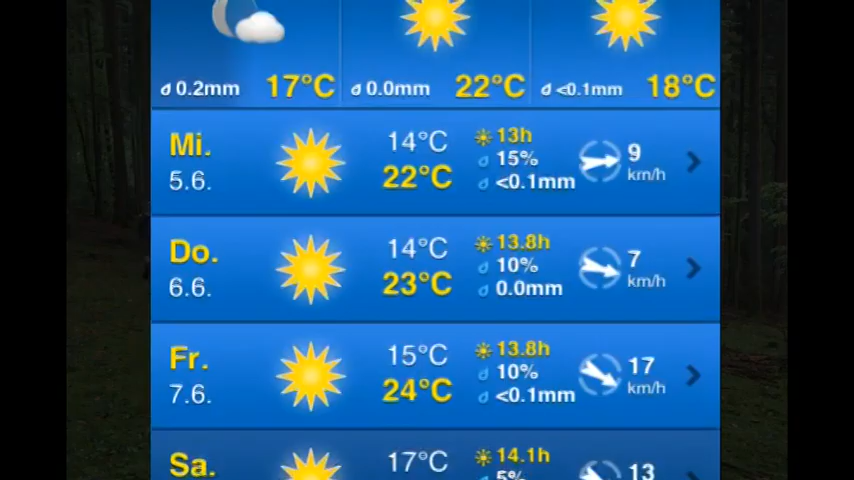 0.2mm 17°C 0.0mm 22°C <0.1mm 18°C
Mi.
5.6.
14°C
22°C
13h
15%
<0.1mm
9
km/h
Do.
6.6.
14°C
23°C
13.8h
10%
0.0mm
7
km/h
Fr.
7.6.
15°C
24°C
13.8h
10%
<0.1mm
17
km/h
Sa.
17°C
14.1h
5%
13